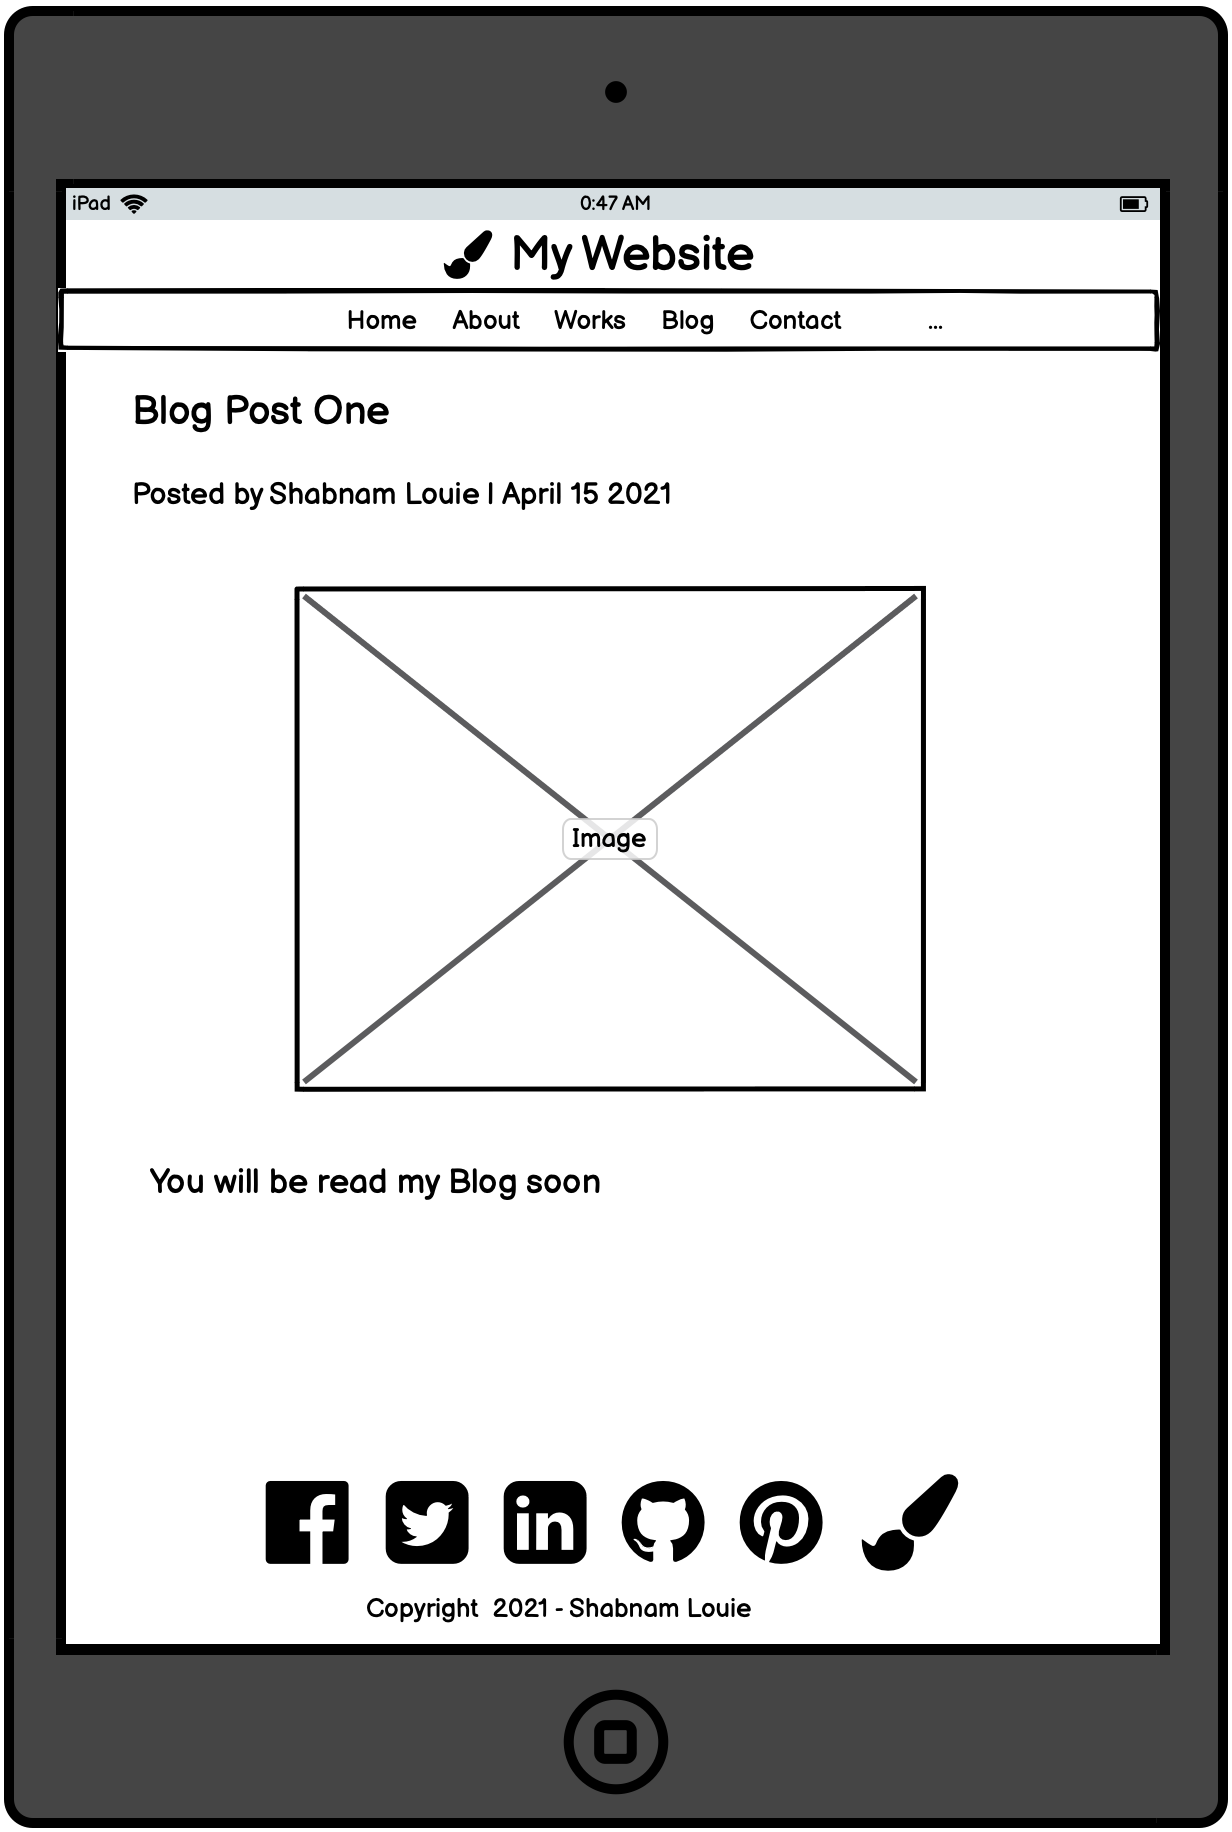 iPad 0:47 AM
My Website
Home About Works Blog Contact ...
Blog Post One
Posted by Shabnam Louie | April 15 2021
Image
You will be read my Blog soon
Copyright 2021 - Shabnam Louie